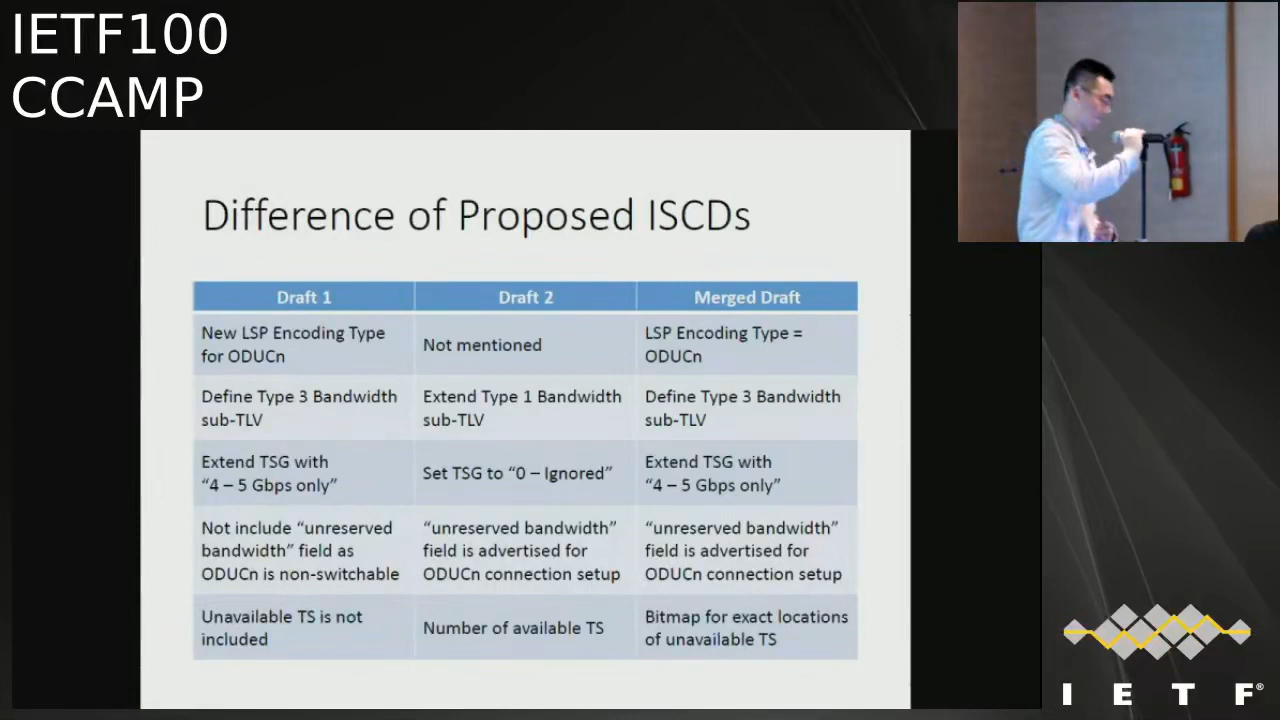 IETF100
CCAMP
Difference of Proposed ISCDs
Draft 1
Draft 2
Merged Draft
New LSP Encoding Type
for ODUCn
Not mentioned
LSP Encoding Type =
ODUCn
Define Type 3 Bandwidth
sub-TLV
Extend Type 1 Bandwidth
sub-TLV
Define Type 3 Bandwidth
sub-TLV
Extend TSG with
“4 – 5 Gbps only”
Set TSG to “0 – Ignored”
Extend TSG with
“4 – 5 Gbps only”
Not include “unreserved
bandwidth” field as
ODUCn is non-switchable
“unreserved bandwidth”
field is advertised for
ODUCn connection setup
“unreserved bandwidth”
field is advertised for
ODUCn connection setup
Unavailable TS is not
included
Number of available TS
Bitmap for exact locations
of unavailable TS
I E T F®